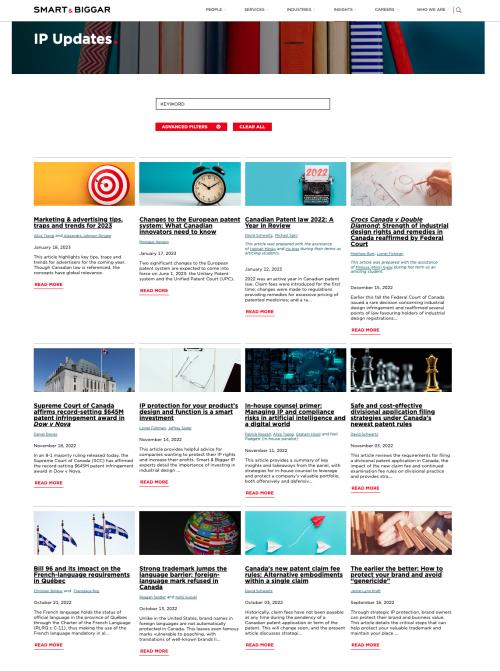 SMART & BIGGAR
PEOPLE
SERVICES
INDUSTRIES
INSIGHTS
CAREERS
WHO WE ARE
IP Updates.
KEYWORD
ADVANCED FILTERS
CLEAR ALL
2022
Marketing & advertising tips,
traps and trends for 2023
January 18, 2023
This article highlights key tips, traps and
trends for advertisements for the coming year.
Though Canadian law is referenced, the
concepts have global relevance.
READ MORE
Changes to the European patent
system: What Canadian
innovators need to know
January 17, 2023
Two significant changes to the European
patent system are expected to come into
effect on June 1, 2023: the Unitary Patent
system and the Unified Patent Court (UPC).
READ MORE
Canadian Patent law 2022: A
Year in Review
David Schwartz,
This article was prepared with the assistance
of
during their terms as
articling students.
January 12, 2023
2022 was an active year in Canadian patent
law. Claim fees were introduced for the first
time; changes were made to regulations
providing remedies for excessive pricing of
patented medicines; and a ra...
READ MORE
Crocs Canada v Double
Diamond: Strength of industrial
design rights and remedies in
Canada reaffirmed by Federal
Court
This article was prepared with the assistance
of
during her term as an
articling student.
December 15, 2022
Earlier this fall the Federal Court of Canada
issued a rare decision concerning industrial
design infringement and reaffirmed several
points of law favouring holders of industrial
design registrations...
READ MORE
Supreme Court of Canada
affirms record-setting $645M
patent infringement award in
Dow v Nova
Daniel Davies
November 18, 2022
In an 8-1 majority ruling released today, the
Supreme Court of Canada (SCC) has affirmed
the record-setting $645M patent infringement
award in Dow v Nova.
READ MORE
IP protection for your product's
design and function is a smart
investment
November 14, 2022
This article provides helpful advice for
companies wanting to protect their IP rights
and increase their profits. Smart & Biggar IP
experts detail the importance of investing in
industrial design ...
READ MORE
In-house counsel primer:
Managing IP and compliance
risks in artificial intelligence and
a digital world
November 11, 2022
This article provides a summary of key
insights and takeaways from the panel, with
strategies for in-house counsel to leverage
and protect a company's valuable portfolio,
both offensively and defensiv...
READ MORE
Safe and cost-effective
divisional application filing
strategies under Canada's
newest patent rules
David Schwartz
November 03, 2022
This article reviews the requirements for filing
a divisional patent application in Canada, the
impact of the new claim fee and continued
examination fee rules on divisional practice
and provides stra...
READ MORE
Bill 96 and its impact on the
French-language requirements
in Québec
October 21, 2022
The French language holds the status of
official language in the province of Québec
through the Charter of the French Language
(RLRQ c C-11), thus making the use of the
French language mandatory in al...
READ MORE
Strong trademark jumps the
language barrier: foreign-
language mark refused in
Canada
October 13, 2022
Unlike in the United States, brand names in
foreign languages are not automatically
protected in Canada. This leaves even famous
marks vulnerable to poaching, with
translations of well-known brands li...
READ MORE
Canada's new patent claim fee
rules: Alternative embodiments
within a single claim
David Schwartz
October 03, 2022
Historically, claim fees have not been payable
at any time during the pendency of a
Canadian patent application or term of the
patent. This will change soon, and the present
article discusses strategi...
READ MORE
The earlier the better: How to
protect your brand and avoid
"genericide"
September 16, 2022
Through strategic IP protection, brand owners
can protect their brand and business value.
This article details the critical steps that can
help protect your valuable trademark and
maintain your place ...
READ MORE